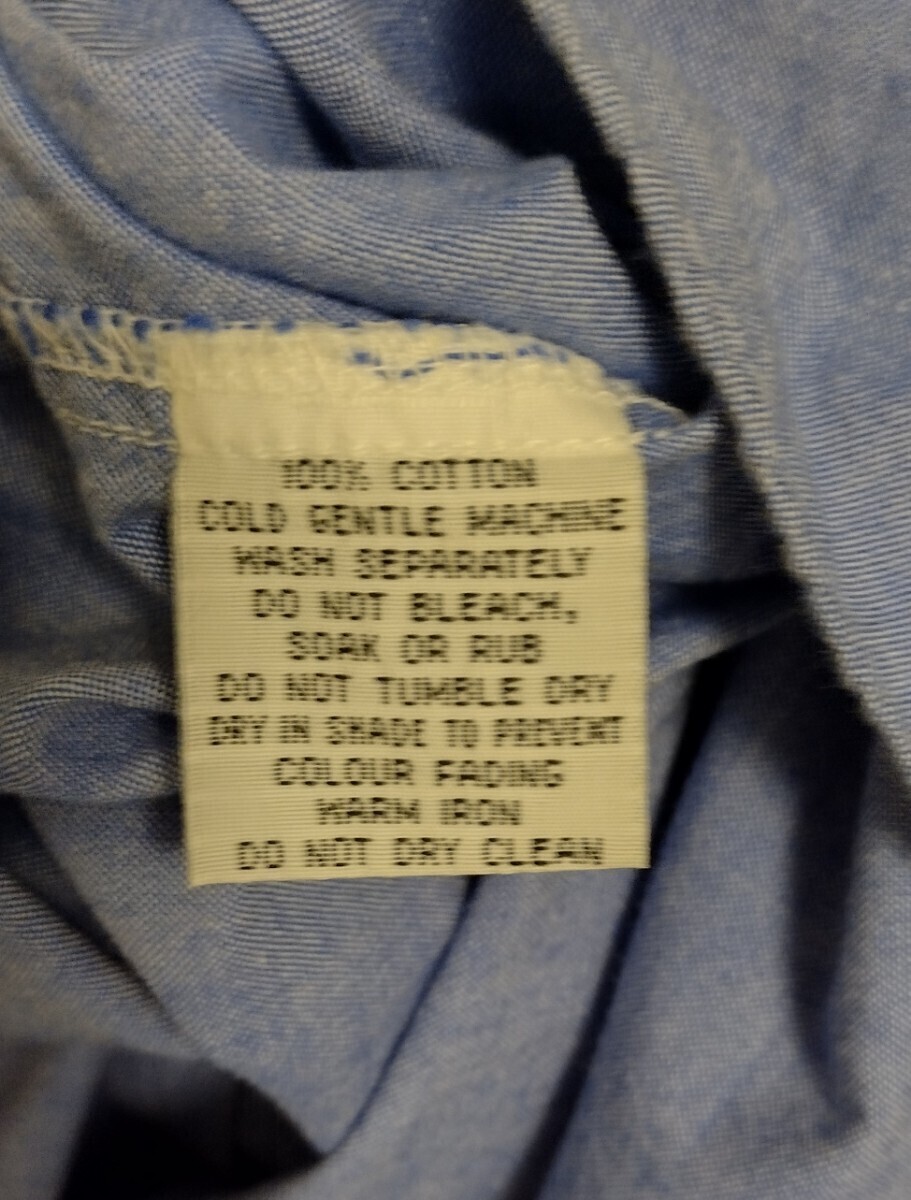 100% COTTON
COLD GENTLE MACHINE
WASH SEPARATELY
DO NOT BLEACH,
SOAK OR RUB
DO NOT TUMBLE DRY
DRY IN SHADE TO PREVENT
COLOUR FADING
WARM IRON
DO NOT DRY CLEAN